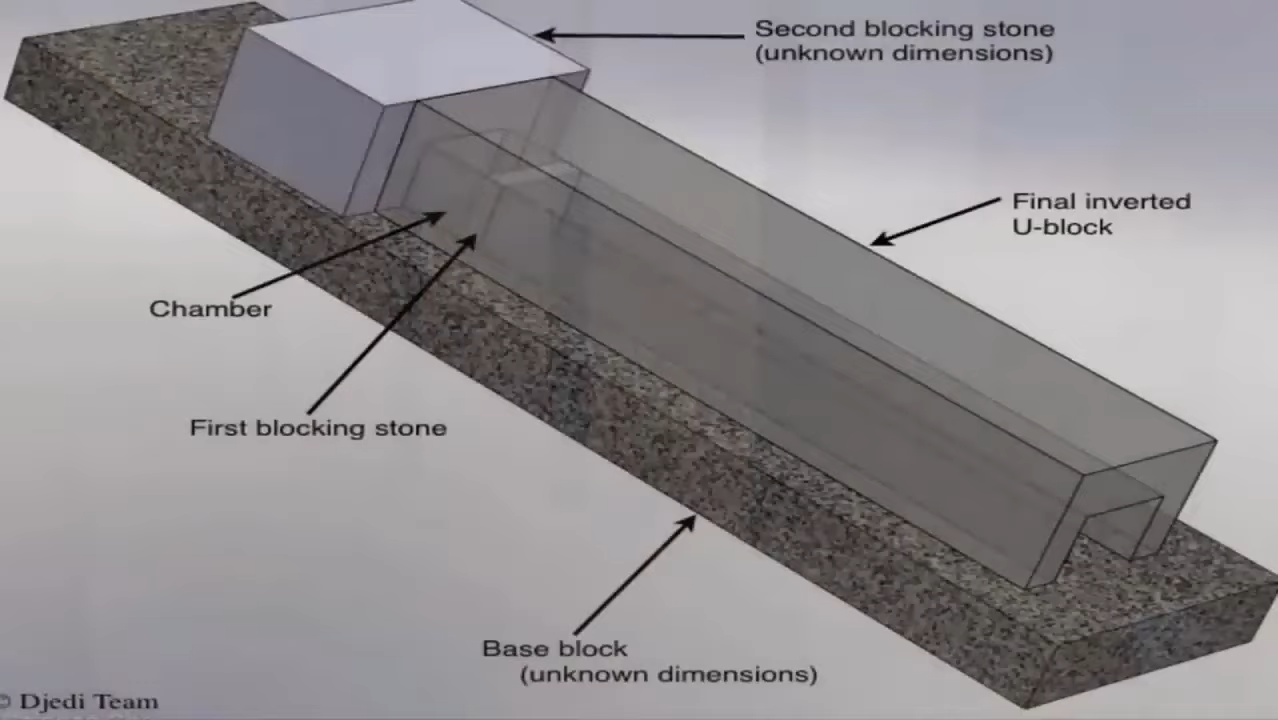 Second blocking stone
(unknown dimensions)
Final inverted
U-block
Chamber
First blocking stone
Base block
(unknown dimensions)
© Djedi Team